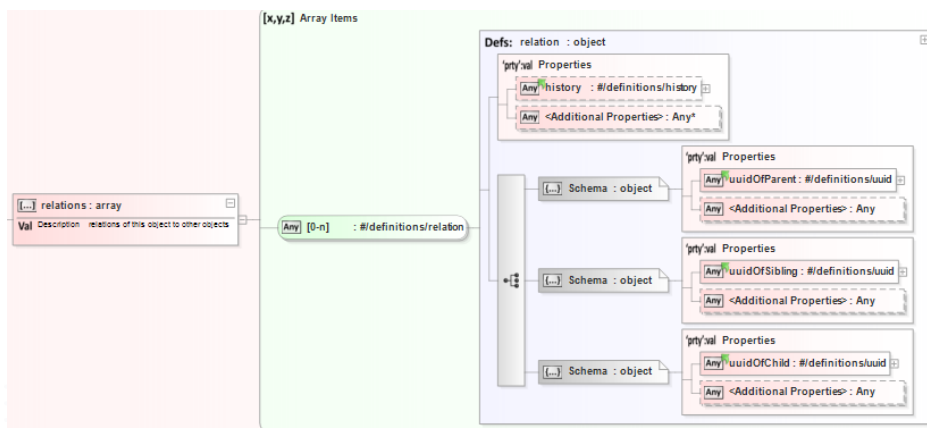 [x,y,z] Array Items
Defs: relation : object
'prty':val Properties
Any history : #/definitions/history
Any <Additional Properties> : Any*
'prty':val Properties
{...} Schema : object
Any uuidOfParent : #/definitions/uuid
Any <Additional Properties> : Any
[...] relations : array
Val Description relations of this object to other objects
Any [0-n] : #/definitions/relation
'prty':val Properties
{...} Schema : object
Any uuidOfSibling : #/definitions/uuid
Any <Additional Properties> : Any
'prty':val Properties
{...} Schema : object
Any uuidOfChild : #/definitions/uuid
Any <Additional Properties> : Any